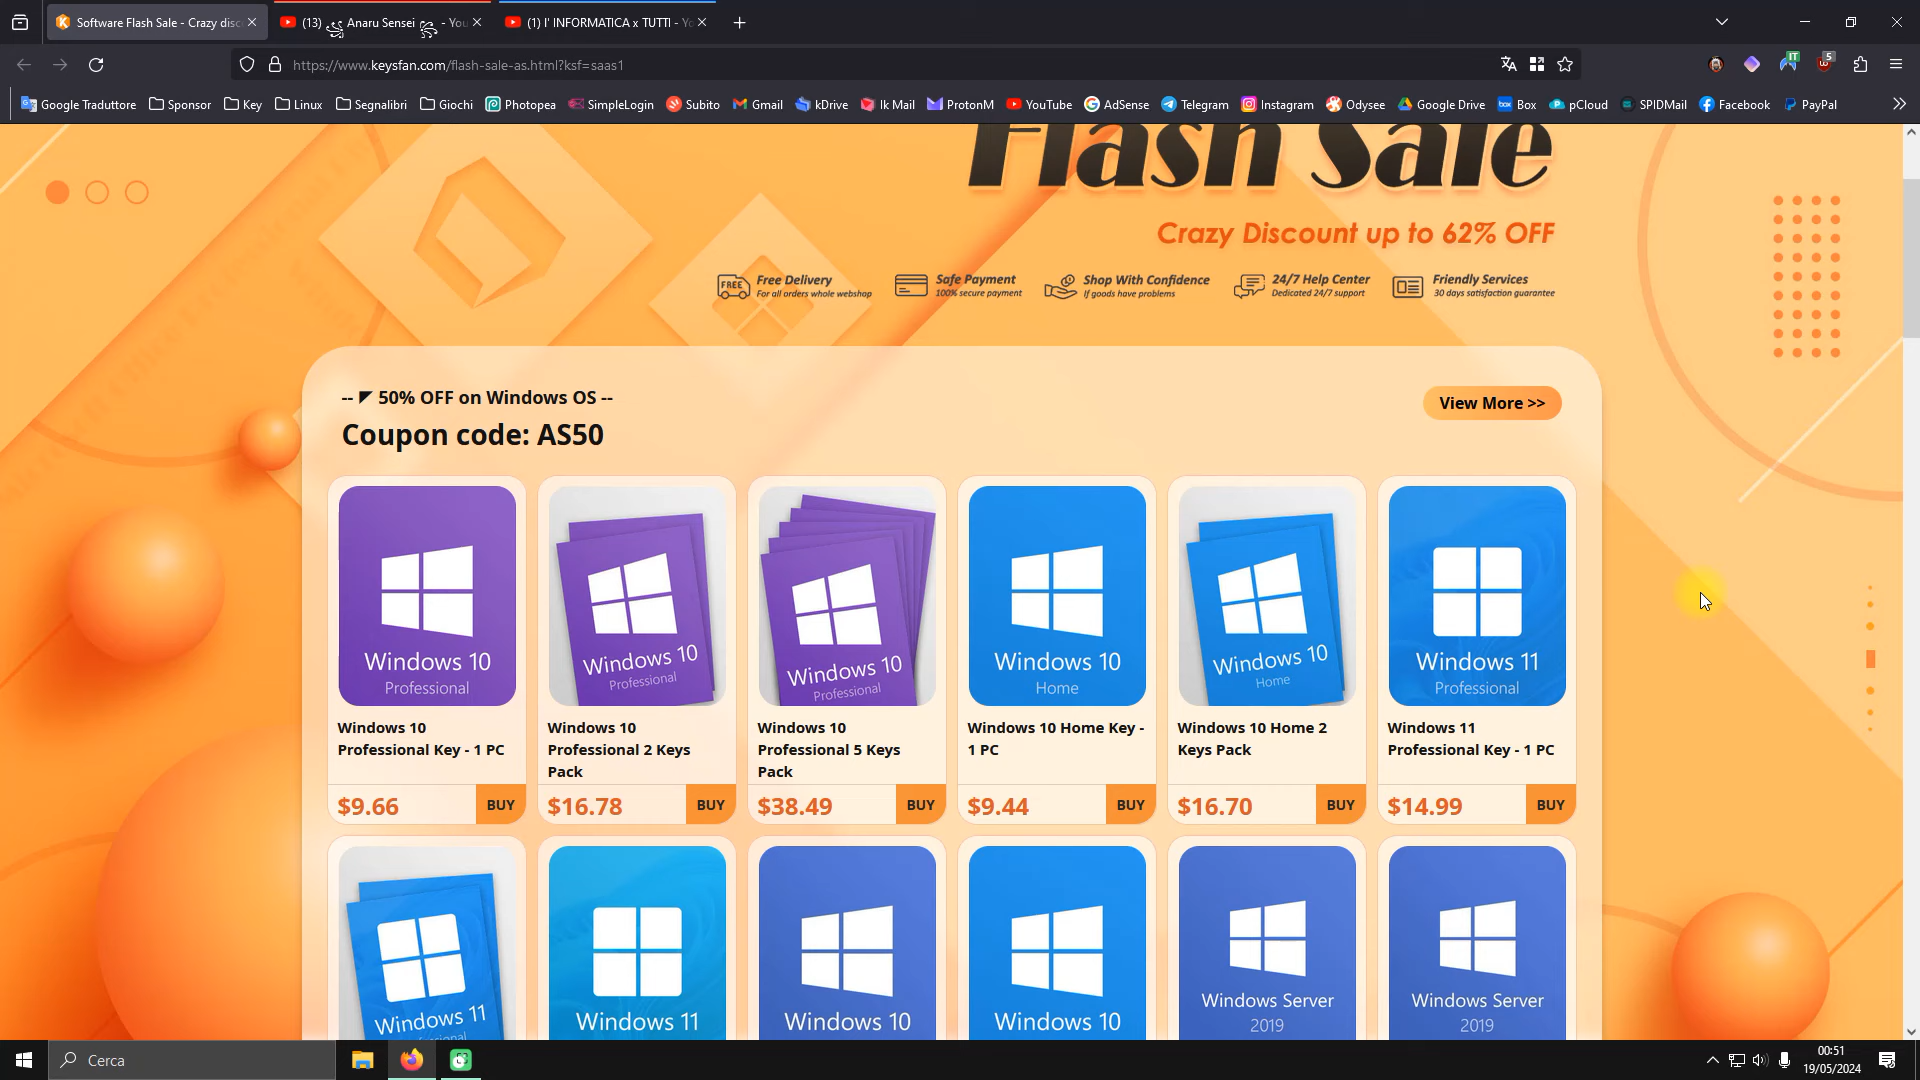 Software Flash Sale - Crazy disc
(13) Anaru Sensei - You
(1) l' INFORMATICA x TUTTI - Yo
https://www.keysfan.com/flash-sale-as.html?ksf=saas1
IT
5
Google Traduttore
Sponsor
Key
Linux
Segnalibri
Giochi
Photopea
SimpleLogin
Subito
Gmail
kDrive
Ik Mail
ProtonM
YouTube
AdSense
Telegram
Instagram
Odysee
Google Drive
Box
pCloud
SPIDMail
Facebook
PayPal
Flash Sale
Crazy Discount up to 62% OFF
FREE
Free Delivery
For all orders whole webshop
Safe Payment
100% secure payment
Shop With Confidence
If goods have problems
24/7 Help Center
Dedicated 24/7 support
Friendly Services
30 days satisfaction guarantee
-- ◤ 50% OFF on Windows OS --
Coupon code: AS50
View More >>
Windows 10
Professional
Windows 10
Professional
Windows 10
Professional
Windows 10
Home
Windows 10
Home
Windows 11
Professional
Windows 10
Professional Key - 1 PC
Windows 10
Professional 2 Keys
Pack
Windows 10
Professional 5 Keys
Pack
Windows 10 Home Key -
1 PC
Windows 10 Home 2
Keys Pack
Windows 11
Professional Key - 1 PC
$9.66
BUY
$16.78
BUY
$38.49
BUY
$9.44
BUY
$16.70
BUY
$14.99
BUY
Windows 11
Professional
Windows 11
Windows 10
Windows 10
Windows Server
2019
Windows Server
2019
Cerca
00:51
19/05/2024